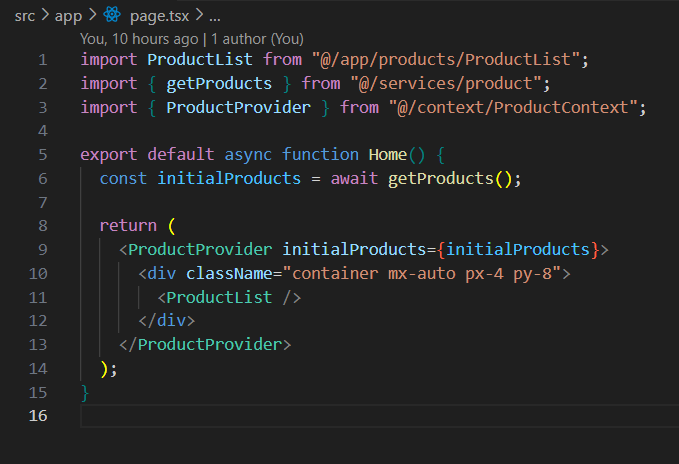 src > app > page.tsx > ...
You, 10 hours ago | 1 author (You)
1 import ProductList from "@/app/products/ProductList";
2 import { getProducts } from "@/services/product";
3 import { ProductProvider } from "@/context/ProductContext";
4
5 export default async function Home() {
6   const initialProducts = await getProducts();
7
8   return (
9     <ProductProvider initialProducts={initialProducts}>
10       <div className="container mx-auto px-4 py-8">
11         <ProductList />
12       </div>
13     </ProductProvider>
14   );
15 }
16